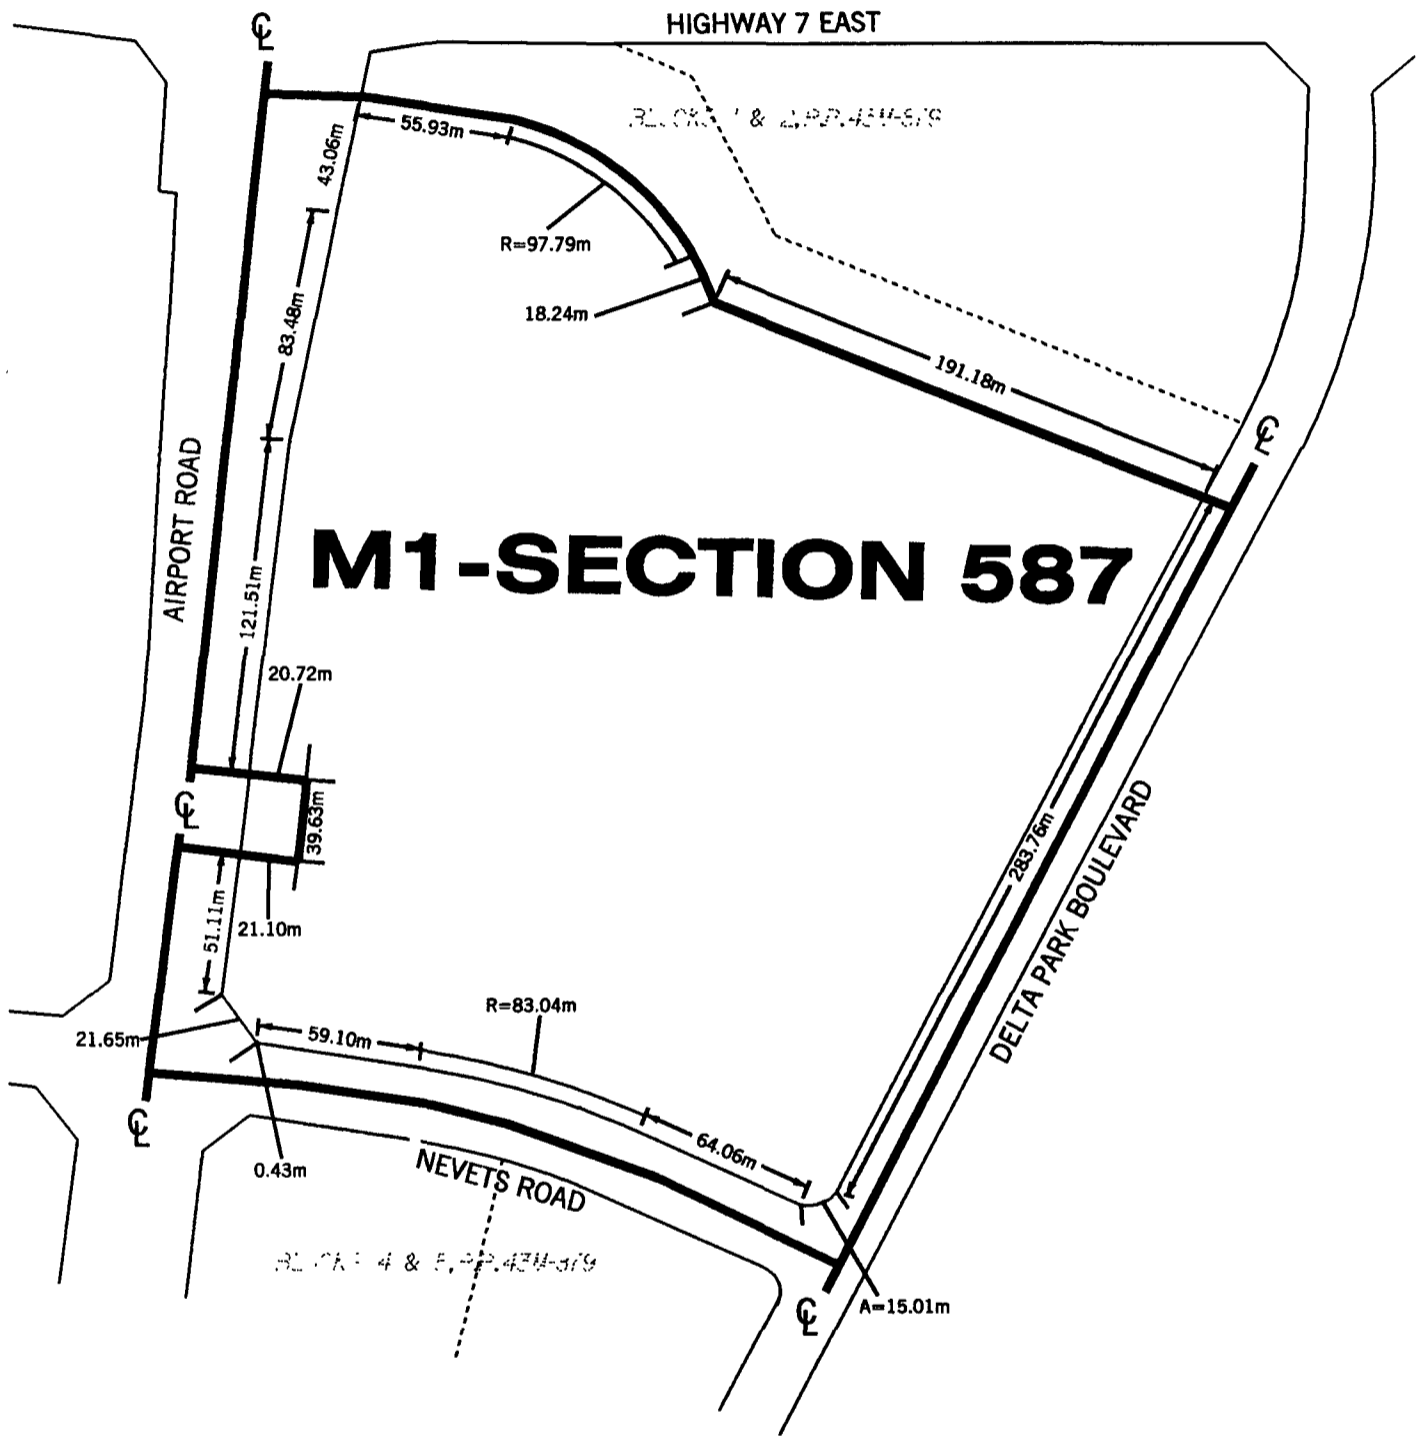 HIGHWAY 7 EAST
℄
55.93m
43.06m
R=97.79m
18.24m
83.48m
191.18m
℄
AIRPORT ROAD
M1-SECTION 587
121.51m
20.72m
℄
39.63m
283.76m
DELTA PARK BOULEVARD
51.11m
21.10m
R=83.04m
21.65m
59.10m
℄
64.06m
0.43m
NEVETS ROAD
4 &
A=15.01m
℄